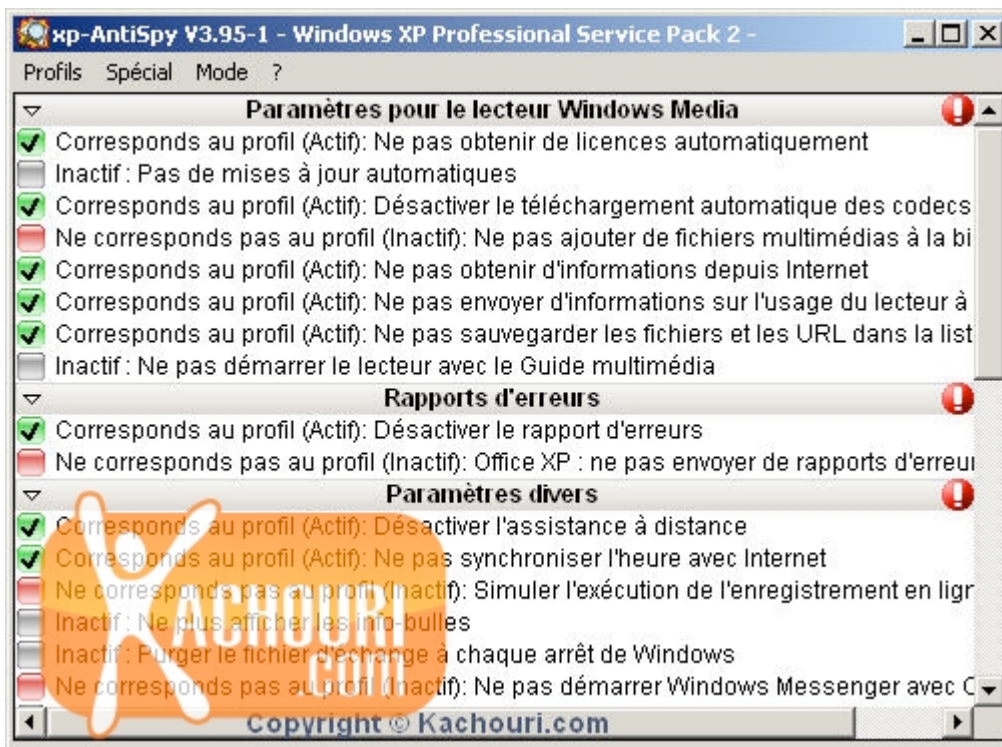 xp-AntiSpy V3.95-1 - Windows XP Professional Service Pack 2 -
Profils Spécial Mode ?
Paramètres pour le lecteur Windows Media
Corresponds au profil (Actif): Ne pas obtenir de licences automatiquement
Inactif : Pas de mises à jour automatiques
Corresponds au profil (Actif): Désactiver le téléchargement automatique des codecs
Ne corresponds pas au profil (Inactif): Ne pas ajouter de fichiers multimédias à la bi
Corresponds au profil (Actif): Ne pas obtenir d'informations depuis Internet
Corresponds au profil (Actif): Ne pas envoyer d'informations sur l'usage du lecteur à
Corresponds au profil (Actif): Ne pas sauvegarder les fichiers et les URL dans la list
Inactif : Ne pas démarrer le lecteur avec le Guide multimédia
Rapports d'erreurs
Corresponds au profil (Actif): Désactiver le rapport d'erreurs
Ne corresponds pas au profil (Inactif): Office XP : ne pas envoyer de rapports d'erreur
Paramètres divers
Corresponds au profil (Actif): Désactiver l'assistance à distance
Corresponds au profil (Actif): Ne pas synchroniser l'heure avec Internet
Ne corresponds pas au profil (Inactif): Simuler l'exécution de l'enregistrement en lign
Inactif : Ne plus afficher les info-bulles
Inactif : Purger le fichier d'échange à chaque arrêt de Windows
Ne corresponds pas au profil (Inactif): Ne pas démarrer Windows Messenger avec O
KACHOURI
.com
Copyright © Kachouri.com